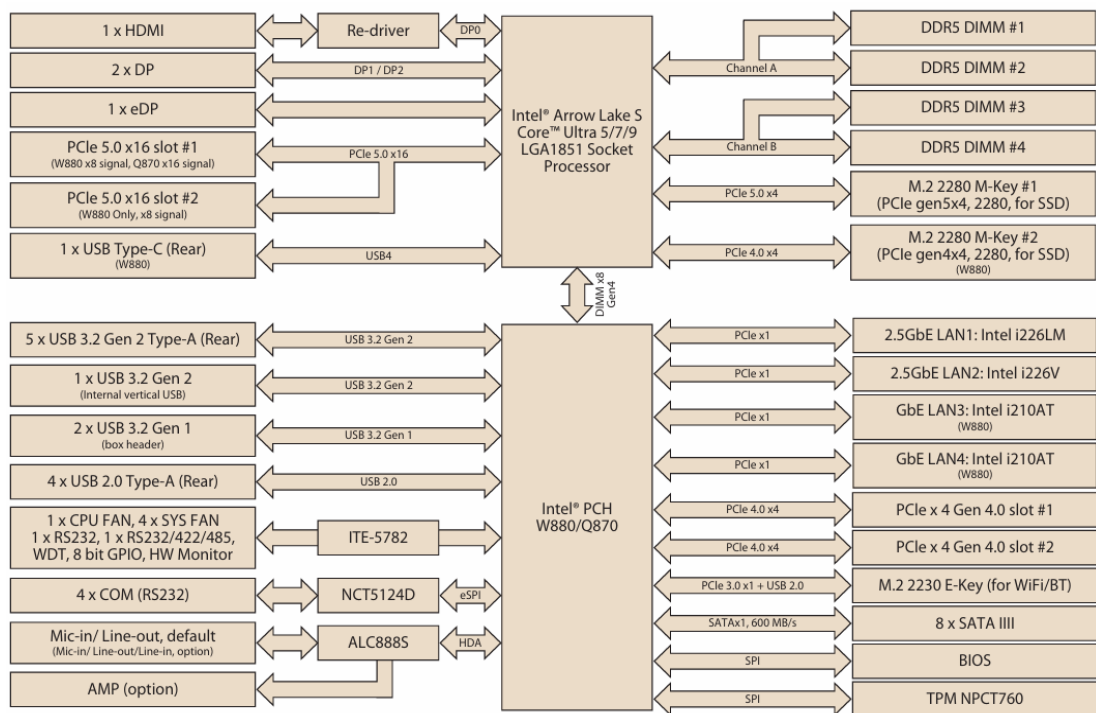 1 x HDMI
Re-driver
DP0
2 x DP
DP1 / DP2
1 x eDP
PCIe 5.0 x16 slot #1
(W880 x8 signal, Q870 x16 signal)
PCIe 5.0 x16
PCIe 5.0 x16 slot #2
(W880 Only, x8 signal)
1 x USB Type-C (Rear)
(W880)
USB4
Intel® Arrow Lake S
Core™ Ultra 5/7/9
LGA1851 Socket
Processor
Channel A
DDR5 DIMM #1
DDR5 DIMM #2
Channel B
DDR5 DIMM #3
DDR5 DIMM #4
PCIe 5.0 x4
M.2 2280 M-Key #1
(PCIe gen5x4, 2280, for SSD)
PCIe 4.0 x4
M.2 2280 M-Key #2
(PCIe gen4x4, 2280, for SSD)
(W880)
DIMM x8
Gen4
5 x USB 3.2 Gen 2 Type-A (Rear)
USB 3.2 Gen 2
1 x USB 3.2 Gen 2
(Internal vertical USB)
USB 3.2 Gen 2
2 x USB 3.2 Gen 1
(box header)
USB 3.2 Gen 1
4 x USB 2.0 Type-A (Rear)
USB 2.0
1 x CPU FAN, 4 x SYS FAN
1 x RS232, 1 x RS232/422/485,
WDT, 8 bit GPIO, HW Monitor
ITE-5782
4 x COM (RS232)
NCT5124D
eSPI
Mic-in/ Line-out, default
(Mic-in/ Line-out/Line-in, option)
ALC888S
HDA
AMP (option)
Intel® PCH
W880/Q870
PCIe x1
2.5GbE LAN1: Intel i226LM
PCIe x1
2.5GbE LAN2: Intel i226V
PCIe x1
GbE LAN3: Intel i210AT
(W880)
PCIe x1
GbE LAN4: Intel i210AT
(W880)
PCIe 4.0 x4
PCIe x 4 Gen 4.0 slot #1
PCIe 4.0 x4
PCIe x 4 Gen 4.0 slot #2
PCIe 3.0 x1 + USB 2.0
M.2 2230 E-Key (for WiFi/BT)
SATAx1, 600 MB/s
8 x SATA IIII
SPI
BIOS
SPI
TPM NPCT760